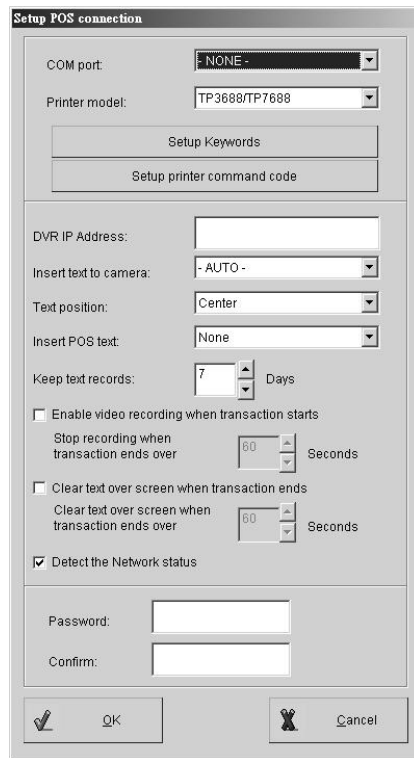 Setup POS connection
COM port: - NONE -
Printer model: TP3688/TP7688
Setup Keywords
Setup printer command code
DVR IP Address:
Insert text to camera: - AUTO -
Text position: Center
Insert POS text: None
Keep text records: 7 Days
Enable video recording when transaction starts
Stop recording when
transaction ends over 60 Seconds
Clear text over screen when transaction ends
Clear text over screen when
transaction ends over 60 Seconds
Detect the Network status
Password:
Confirm:
OK Cancel